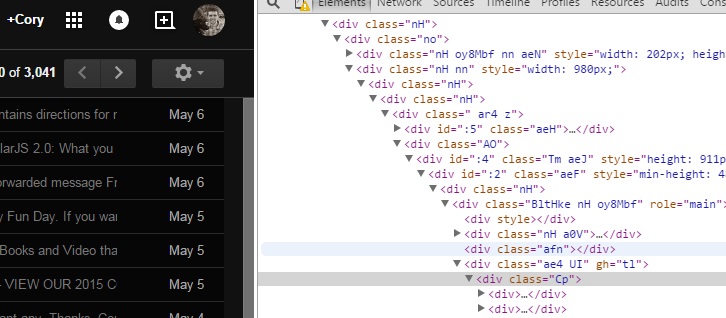 +Cory
0 of 3,041
ntains directions for r May 6
larJS 2.0: What you May 6
orwarded message Fr May 6
y Fun Day. If you wan May 5
Books and Video tha May 5
- VIEW OUR 2015 C May 5
May 4
Elements Network Sources Timeline Profiles Resources Audits Cons
<div class="nH">
<div class="no">
<div class="nH oy8Mbf nn aeN" style="width: 202px; heigh
<div class="nH nn" style="width: 980px;">
<div class="nH">
<div class="nH">
<div class=" ar4 z">
<div id=":5" class="aeH">…</div>
<div class="AO">
<div id=":4" class="Tm aeJ" style="height: 911p
<div id=":2" class="aeF" style="min-height: 4
<div class="nH">
<div class="BltHke nH oy8Mbf" role="main"
<div style></div>
<div class="nH a0V">…</div>
<div class="afn"></div>
<div class="ae4 UI" gh="tl">
<div class="Cp">
<div>…</div>
<div>…</div>